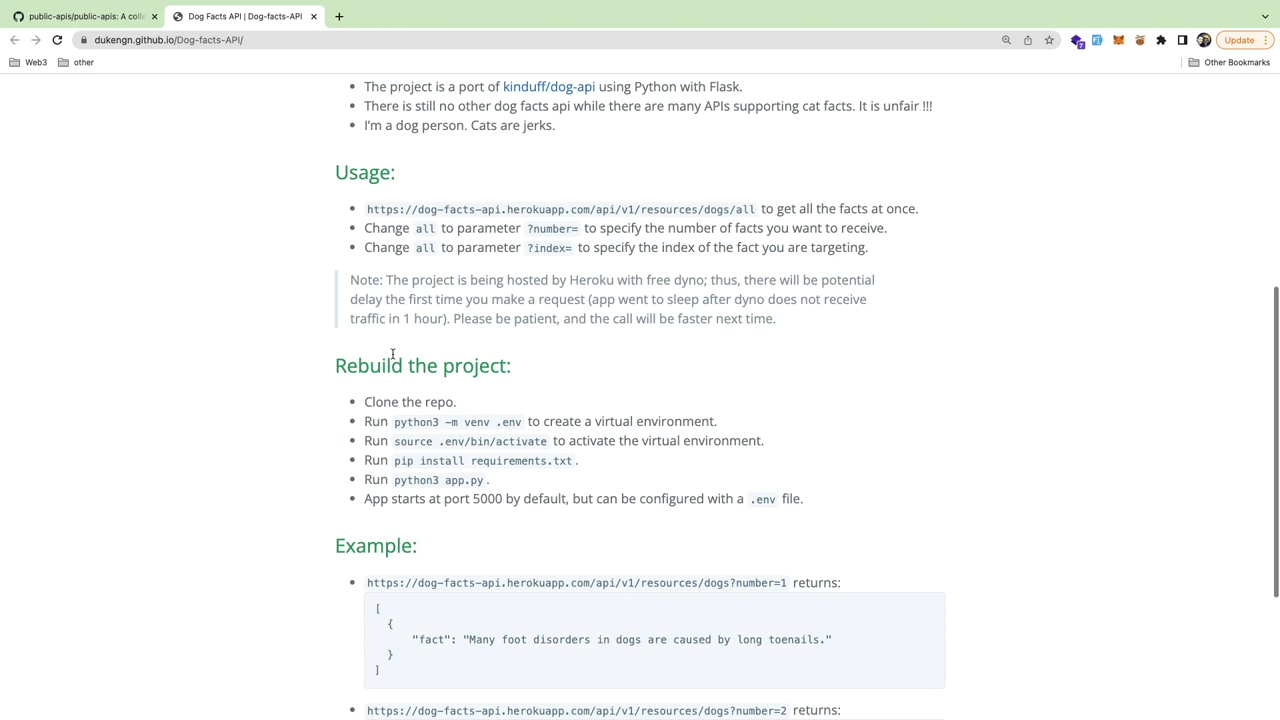 public-apis/public-apis: A colle
Dog Facts API | Dog-facts-API
dukengn.github.io/Dog-facts-API/
7
Update
Web3
other
Other Bookmarks
The project is a port of kinduff/dog-api using Python with Flask.
There is still no other dog facts api while there are many APIs supporting cat facts. It is unfair !!!
I'm a dog person. Cats are jerks.
Usage:
https://dog-facts-api.herokuapp.com/api/v1/resources/dogs/all to get all the facts at once.
Change all to parameter ?number= to specify the number of facts you want to receive.
Change all to parameter ?index= to specify the index of the fact you are targeting.
Note: The project is being hosted by Heroku with free dyno; thus, there will be potential
delay the first time you make a request (app went to sleep after dyno does not receive
traffic in 1 hour). Please be patient, and the call will be faster next time.
Rebuild the project:
Clone the repo.
Run python3 -m venv .env to create a virtual environment.
Run source .env/bin/activate to activate the virtual environment.
Run pip install requirements.txt.
Run python3 app.py.
App starts at port 5000 by default, but can be configured with a .env file.
Example:
https://dog-facts-api.herokuapp.com/api/v1/resources/dogs?number=1 returns:
[
{
"fact": "Many foot disorders in dogs are caused by long toenails."
}
]
https://dog-facts-api.herokuapp.com/api/v1/resources/dogs?number=2 returns: